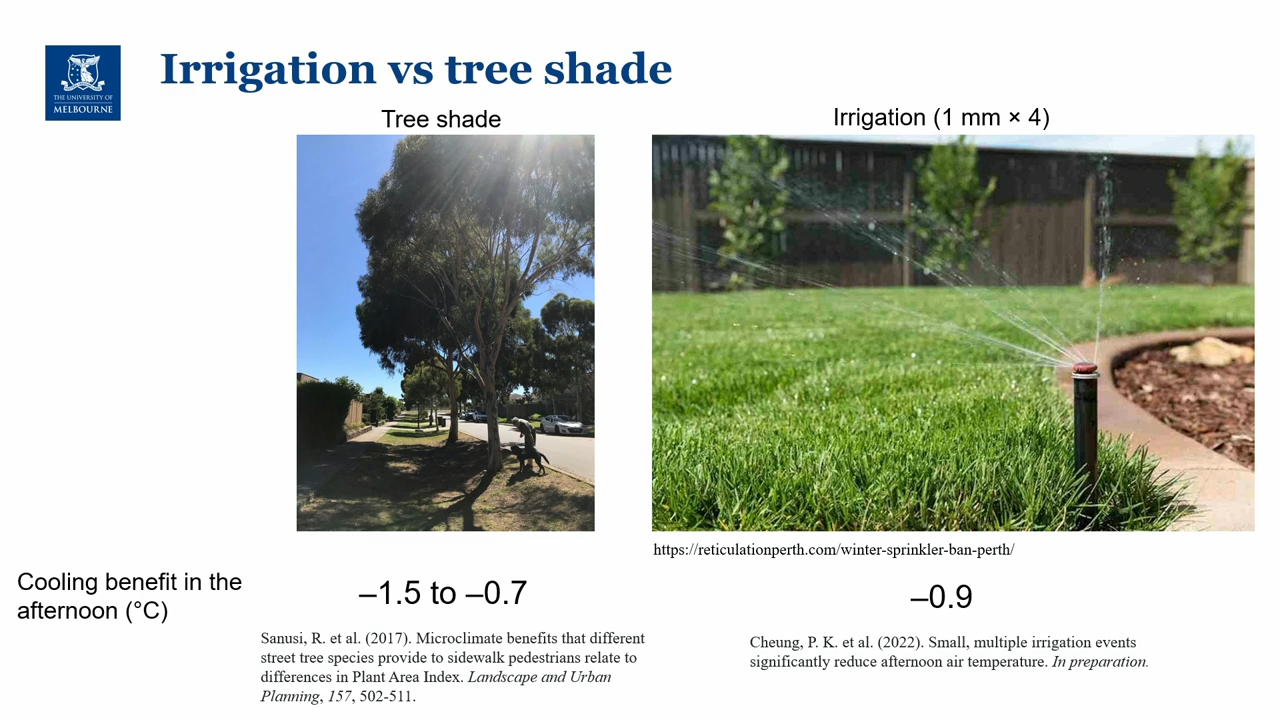 THE UNIVERSITY OF
MELBOURNE
Irrigation vs tree shade
Tree shade
Irrigation (1 mm × 4)
https://reticulationperth.com/winter-sprinkler-ban-perth/
Cooling benefit in the
afternoon (°C)
–1.5 to –0.7
–0.9
Sanusi, R. et al. (2017). Microclimate benefits that different
street tree species provide to sidewalk pedestrians relate to
differences in Plant Area Index. Landscape and Urban
Planning, 157, 502-511.
Cheung, P. K. et al. (2022). Small, multiple irrigation events
significantly reduce afternoon air temperature. In preparation.